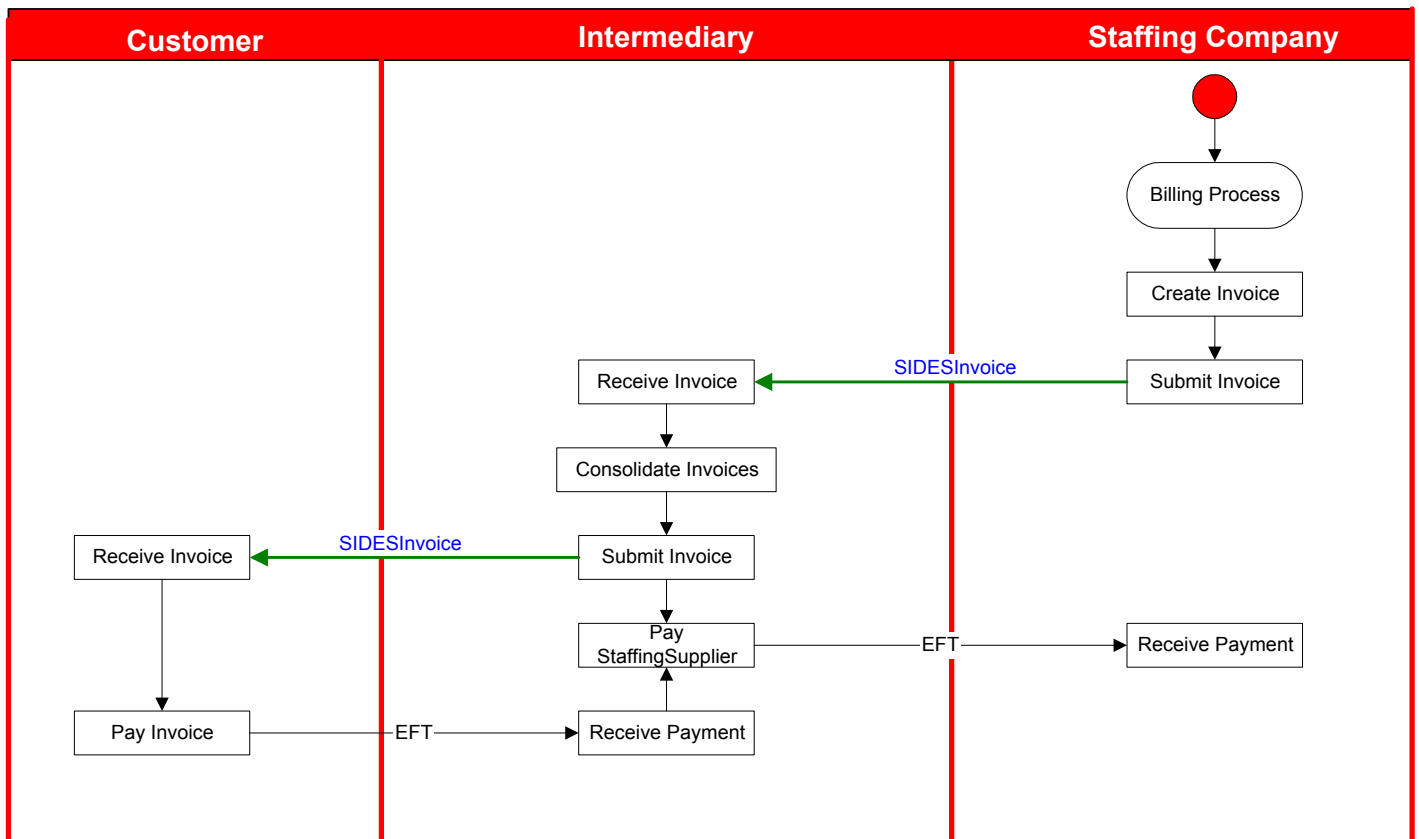 Customer
Intermediary
Staffing Company
Billing Process
Create Invoice
Receive Invoice
SIDESInvoice
Submit Invoice
Consolidate Invoices
Receive Invoice
SIDESInvoice
Submit Invoice
Pay
StaffingSupplier
EFT
Receive Payment
Pay Invoice
EFT
Receive Payment